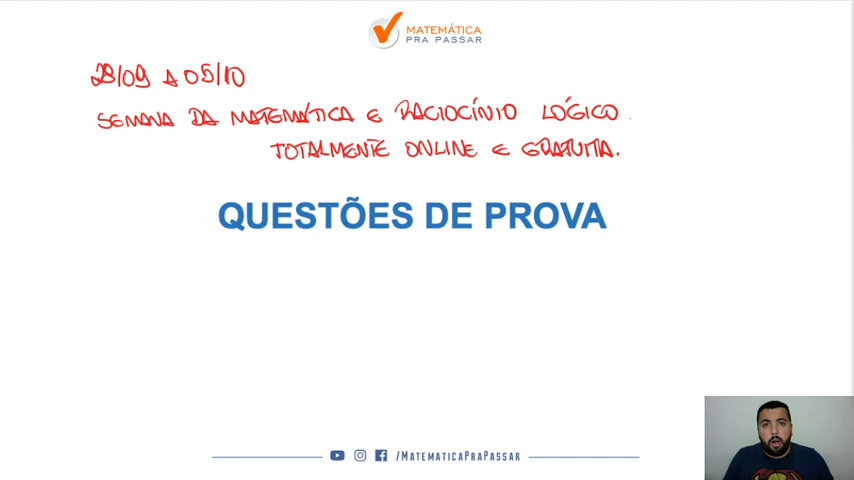 MATEMÁTICA
PRA PASSAR
28/09 A 05/10
SEMANA DA MATEMÁTICA E RACIOCÍNIO LÓGICO.
TOTALMENTE ONLINE E GRATUITA.
QUESTÕES DE PROVA
/MATEMATICAPRAPASSAR